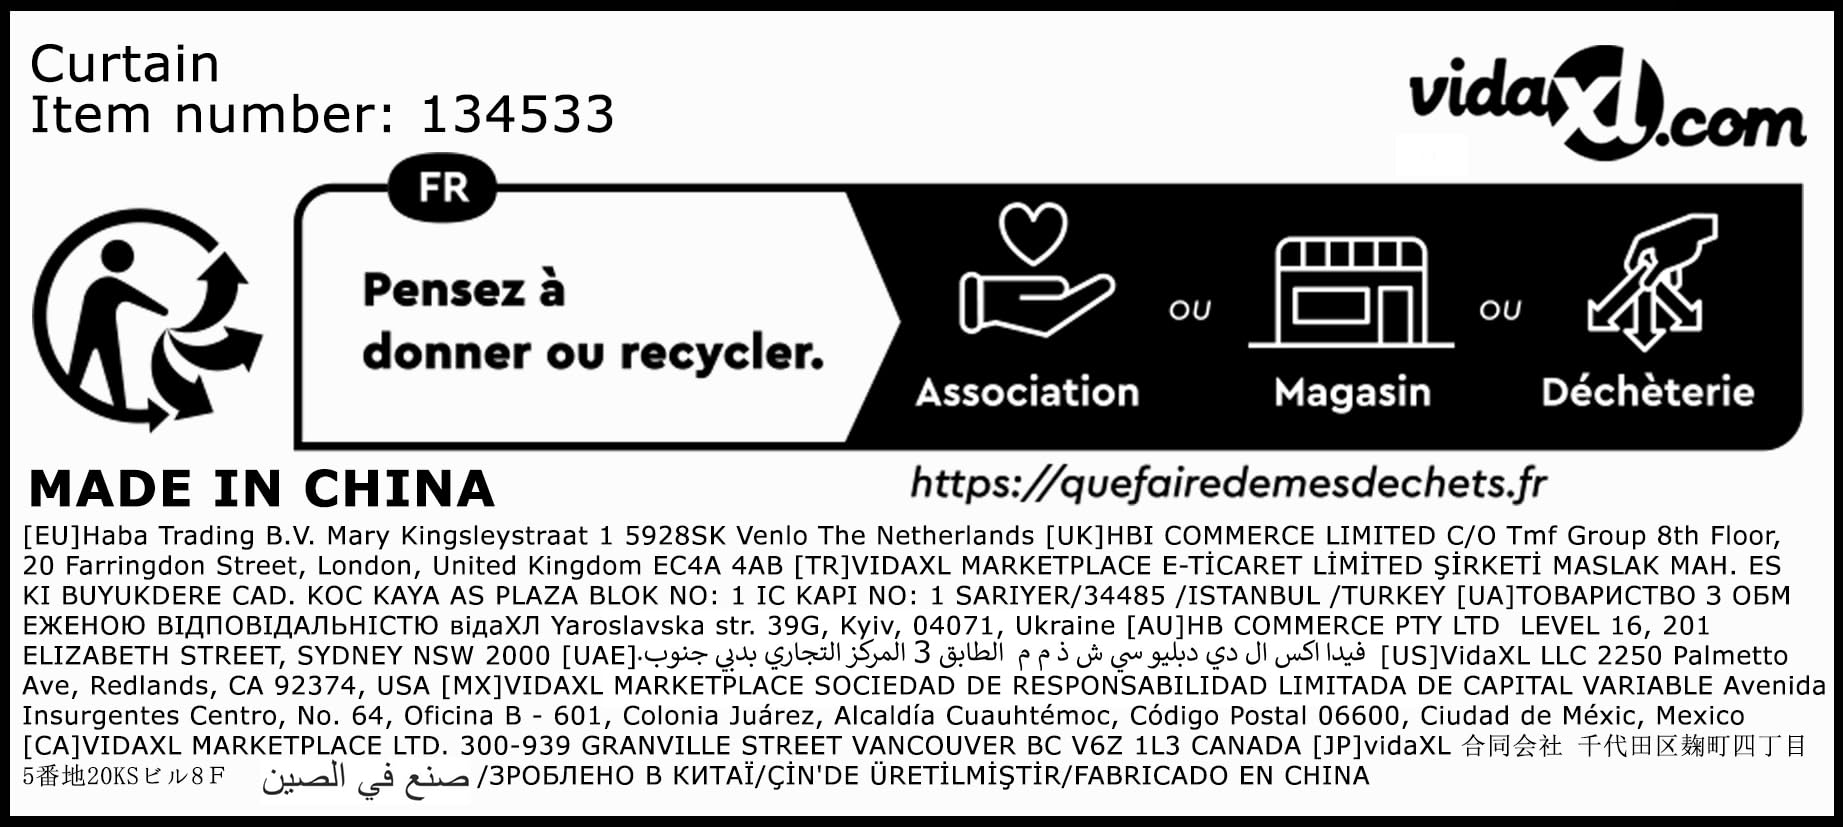 Curtain
Item number: 134533
vidaXL.com
FR
Pensez à
donner ou recycler.
Association
ou
Magasin
ou
Déchèterie
MADE IN CHINA
https://quefairedemesdechets.fr
[EU]Haba Trading B.V. Mary Kingsleystraat 1 5928SK Venlo The Netherlands [UK]HBI COMMERCE LIMITED C/O Tmf Group 8th Floor,
20 Farringdon Street, London, United Kingdom EC4A 4AB [TR]VIDAXL MARKETPLACE E-TİCARET LİMİTED ŞİRKETİ MASLAK MAH. ES
KI BUYUKDERE CAD. KOC KAYA AS PLAZA BLOK NO: 1 IC KAPI NO: 1 SARIYER/34485 /ISTANBUL /TURKEY [UA]ТОВАРИСТВО З ОБМ
ЕЖЕНОЮ ВІДПОВІДАЛЬНІСТЮ відаХЛ Yaroslavska str. 39G, Kyiv, 04071, Ukraine [AU]HB COMMERCE PTY LTD LEVEL 16, 201
ELIZABETH STREET, SYDNEY NSW 2000 [UAE].فيدا اكس ال دي دبليو سي ش ذ م م الطابق 3 المركز التجاري بدبي جنوب [US]VidaXL LLC 2250 Palmetto
Ave, Redlands, CA 92374, USA [MX]VIDAXL MARKETPLACE SOCIEDAD DE RESPONSABILIDAD LIMITADA DE CAPITAL VARIABLE Avenida
Insurgentes Centro, No. 64, Oficina B - 601, Colonia Juárez, Alcaldía Cuauhtémoc, Código Postal 06600, Ciudad de Méxic, Mexico
[CA]VIDAXL MARKETPLACE LTD. 300-939 GRANVILLE STREET VANCOUVER BC V6Z 1L3 CANADA [JP]vidaXL 合同会社 千代田区麹町四丁目
5番地20KSビル8F صنع في الصين /ЗРОБЛЕНО В КИТАЇ/ÇİN'DE ÜRETİLMİŞTİR/FABRICADO EN CHINA